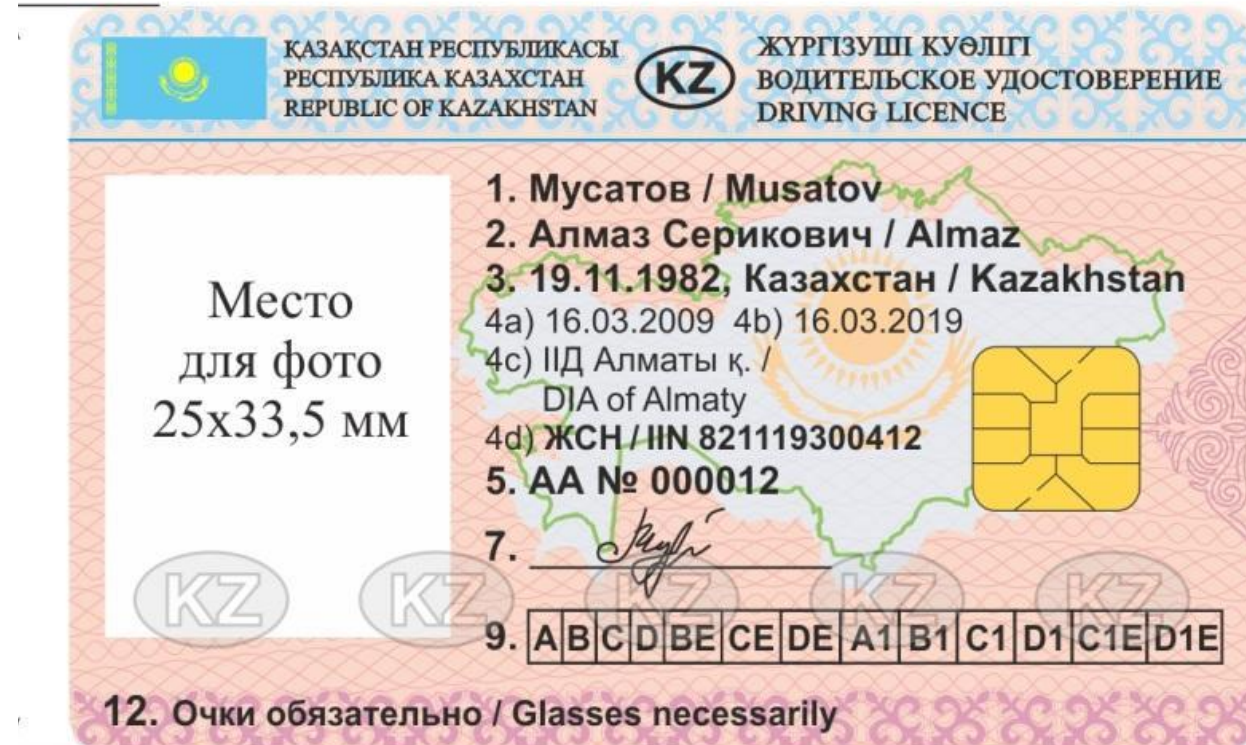 ҚАЗАҚСТАН РЕСПУБЛИКАСЫ
РЕСПУБЛИКА КАЗАХСТАН
REPUBLIC OF KAZAKHSTAN
KZ
ЖҮРГІЗУШІ КУӘЛІГІ
ВОДИТЕЛЬСКОЕ УДОСТОВЕРЕНИЕ
DRIVING LICENCE
Место
для фото
25х33,5 мм
1. Мусатов / Musatov
2. Алмаз Серикович / Almaz
3. 19.11.1982, Казахстан / Kazakhstan
4a) 16.03.2009 4b) 16.03.2019
4c) ІІД Алматы қ. /
DIA of Almaty
4d) ЖСН / IIN 821119300412
5. AA № 000012
7.
KZ KZ KZ KZ KZ
9. A B C D BE CE DE A1 B1 C1 D1 C1E D1E
12. Очки обязательно / Glasses necessarily